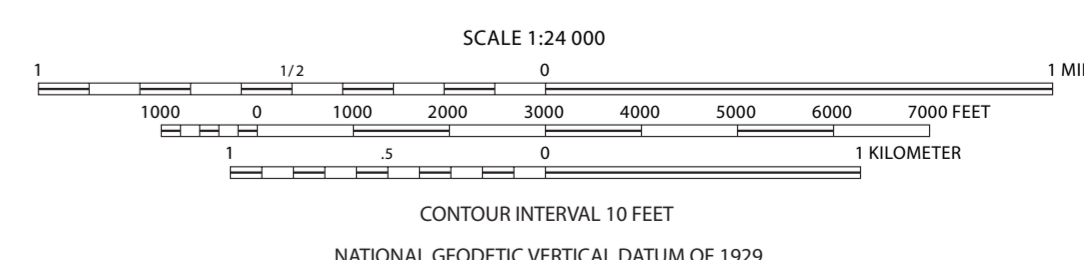 SCALE 1:24 000
1 1/2 0 1 MI
1000 0 1000 2000 3000 4000 5000 6000 7000 FEET
1 .5 0 1 KILOMETER
CONTOUR INTERVAL 10 FEET
NATIONAL GEODETIC VERTICAL DATUM OF 1929